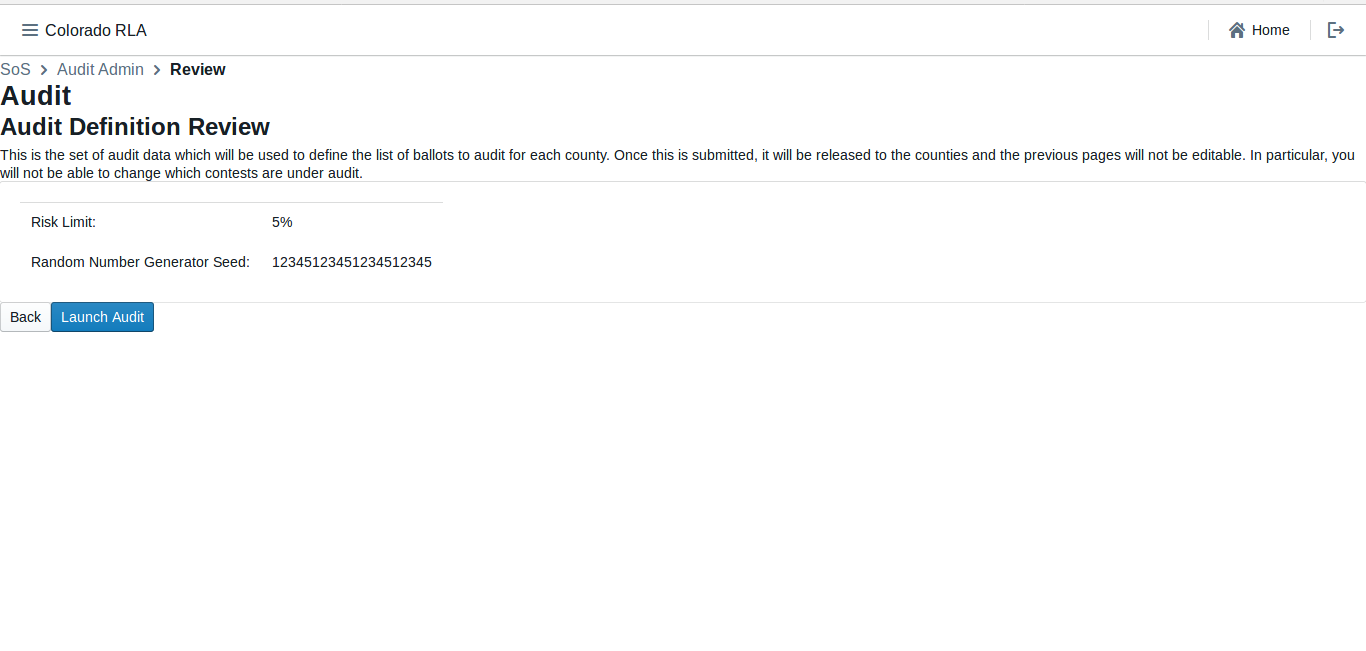 Colorado RLA
Home
SoS > Audit Admin > Review
Audit
Audit Definition Review
This is the set of audit data which will be used to define the list of ballots to audit for each county. Once this is submitted, it will be released to the counties and the previous pages will not be editable. In particular, you
will not be able to change which contests are under audit.
Risk Limit: 5%
Random Number Generator Seed: 12345123451234512345
Back Launch Audit